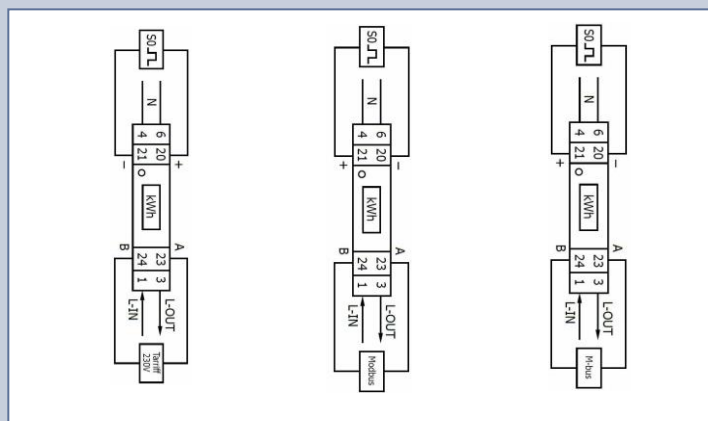 S0
N
4 6
21 20
- +
kWh
B A
24 23
1 3
L-IN L-OUT
Tarriff
230V
S0
N
4 6
21 20
+ -
kWh
B A
24 23
1 3
L-IN L-OUT
Modbus
S0
N
4 6
21 20
+ -
kWh
B A
24 23
1 3
L-IN L-OUT
M-bus